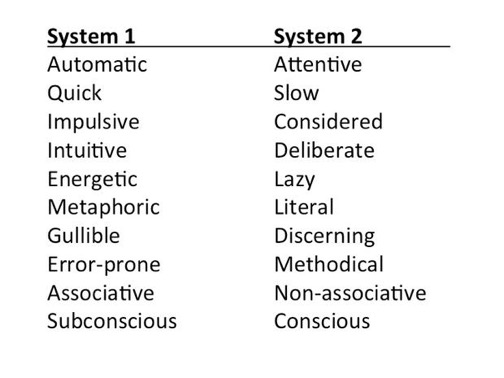 System 1 System 2
Automatic Attentive
Quick Slow
Impulsive Considered
Intuitive Deliberate
Energetic Lazy
Metaphoric Literal
Gullible Discerning
Error-prone Methodical
Associative Non-associative
Subconscious Conscious